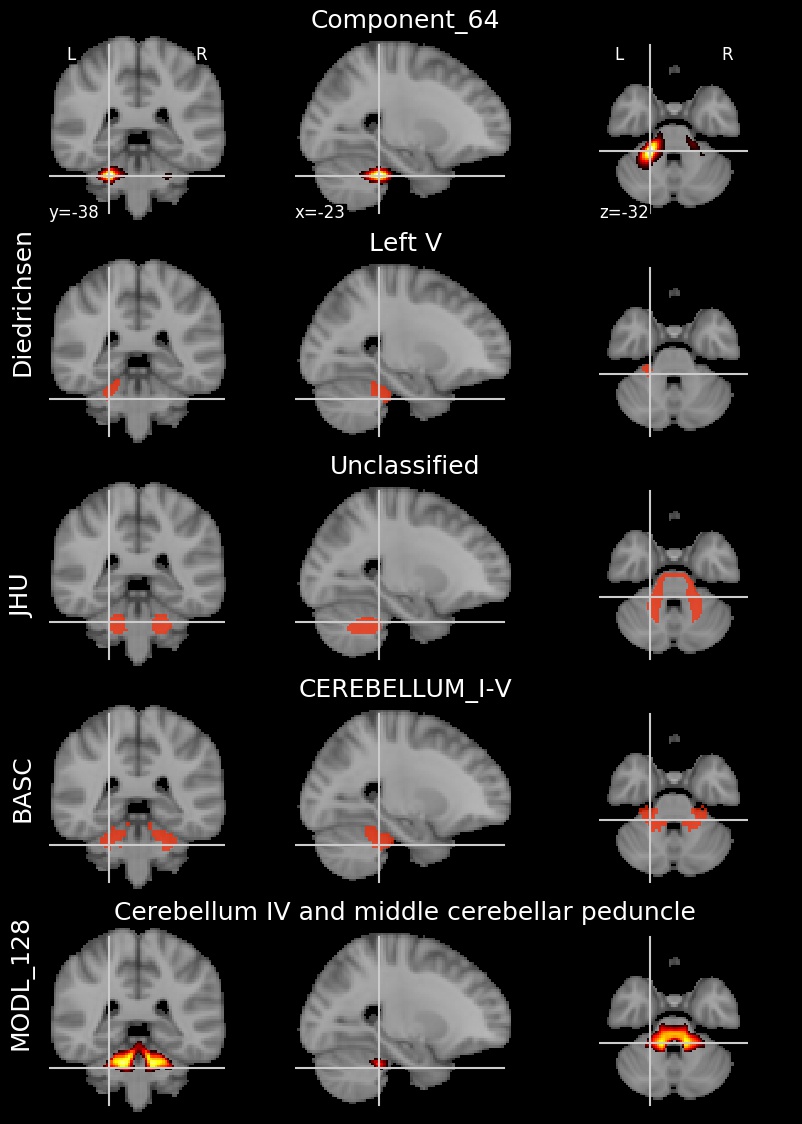 Component_64
L R
L R
y=-38
x=-23
z=-32
Diedrichsen
Left V
JHU
Unclassified
BASC
CEREBELLUM_I-V
MODL_128
Cerebellum IV and middle cerebellar peduncle